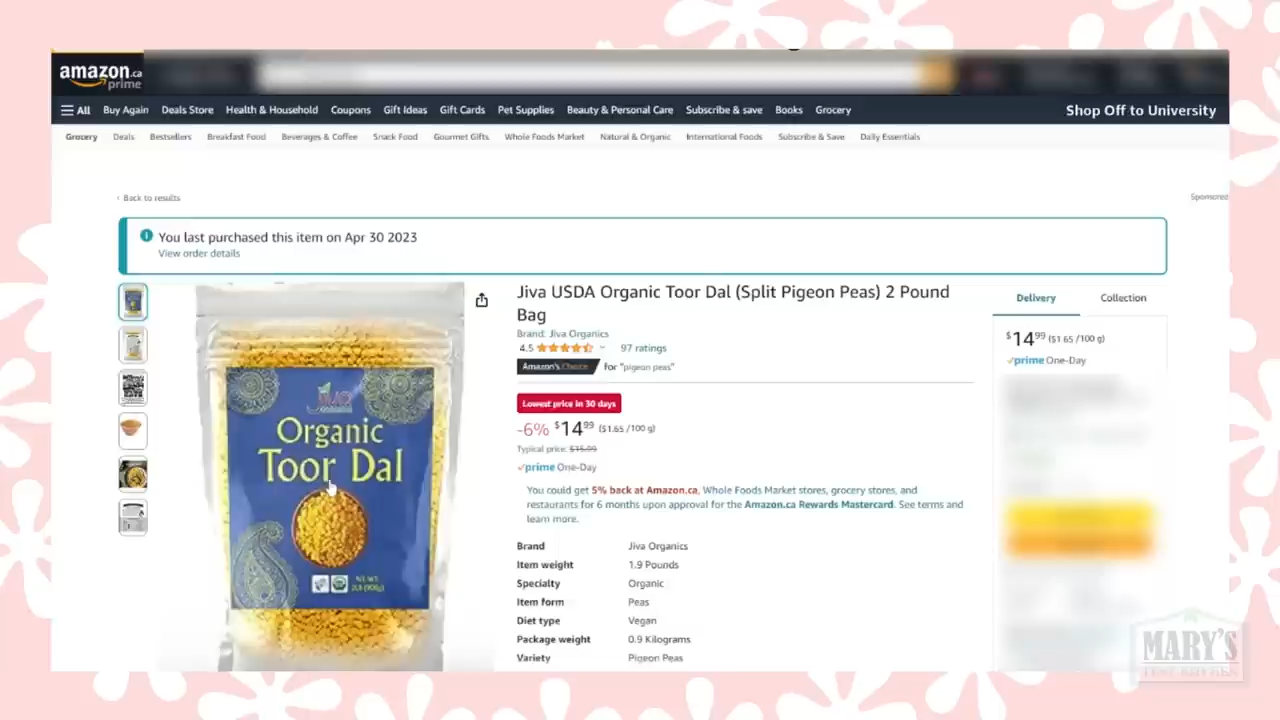 amazon.ca
prime
All Buy Again Deals Store Health & Household Coupons Gift Ideas Gift Cards Pet Supplies Beauty & Personal Care Subscribe & save Books Grocery Shop Off to University
Grocery Deals Bestsellers Breakfast Food Beverages & Coffee Snack Food Gourmet Gifts Whole Foods Market Natural & Organic International Foods Subscribe & Save Daily Essentials
‹ Back to results
Sponsored
i You last purchased this item on Apr 30 2023
View order details
Jiva USDA Organic Toor Dal (Split Pigeon Peas) 2 Pound
Bag
Brand: Jiva Organics
4.5 97 ratings
Amazon's Choice for "pigeon peas"
Lowest price in 30 days
-6% $14⁹⁹ ($1.65 /100 g)
Typical price: $15.99
prime One-Day
You could get 5% back at Amazon.ca, Whole Foods Market stores, grocery stores, and
restaurants for 6 months upon approval for the Amazon.ca Rewards Mastercard. See terms and
learn more.
Brand Jiva Organics
Item weight 1.9 Pounds
Specialty Organic
Item form Peas
Diet type Vegan
Package weight 0.9 Kilograms
Variety Pigeon Peas
Delivery Collection
$14⁹⁹ ($1.65 /100 g)
prime One-Day
JIVA
Organic
Toor Dal
NET WT.
2LB (908g)
MARY'S
TEST KITCHEN